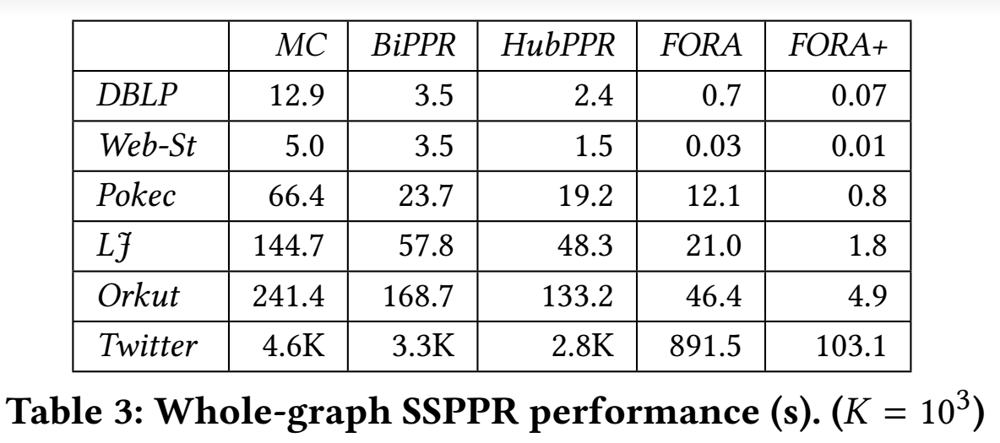 MC BiPPR HubPPR FORA FORA+
DBLP 12.9 3.5 2.4 0.7 0.07
Web-St 5.0 3.5 1.5 0.03 0.01
Pokec 66.4 23.7 19.2 12.1 0.8
LJ 144.7 57.8 48.3 21.0 1.8
Orkut 241.4 168.7 133.2 46.4 4.9
Twitter 4.6K 3.3K 2.8K 891.5 103.1
Table 3: Whole-graph SSPPR performance (s). (K = 10³)